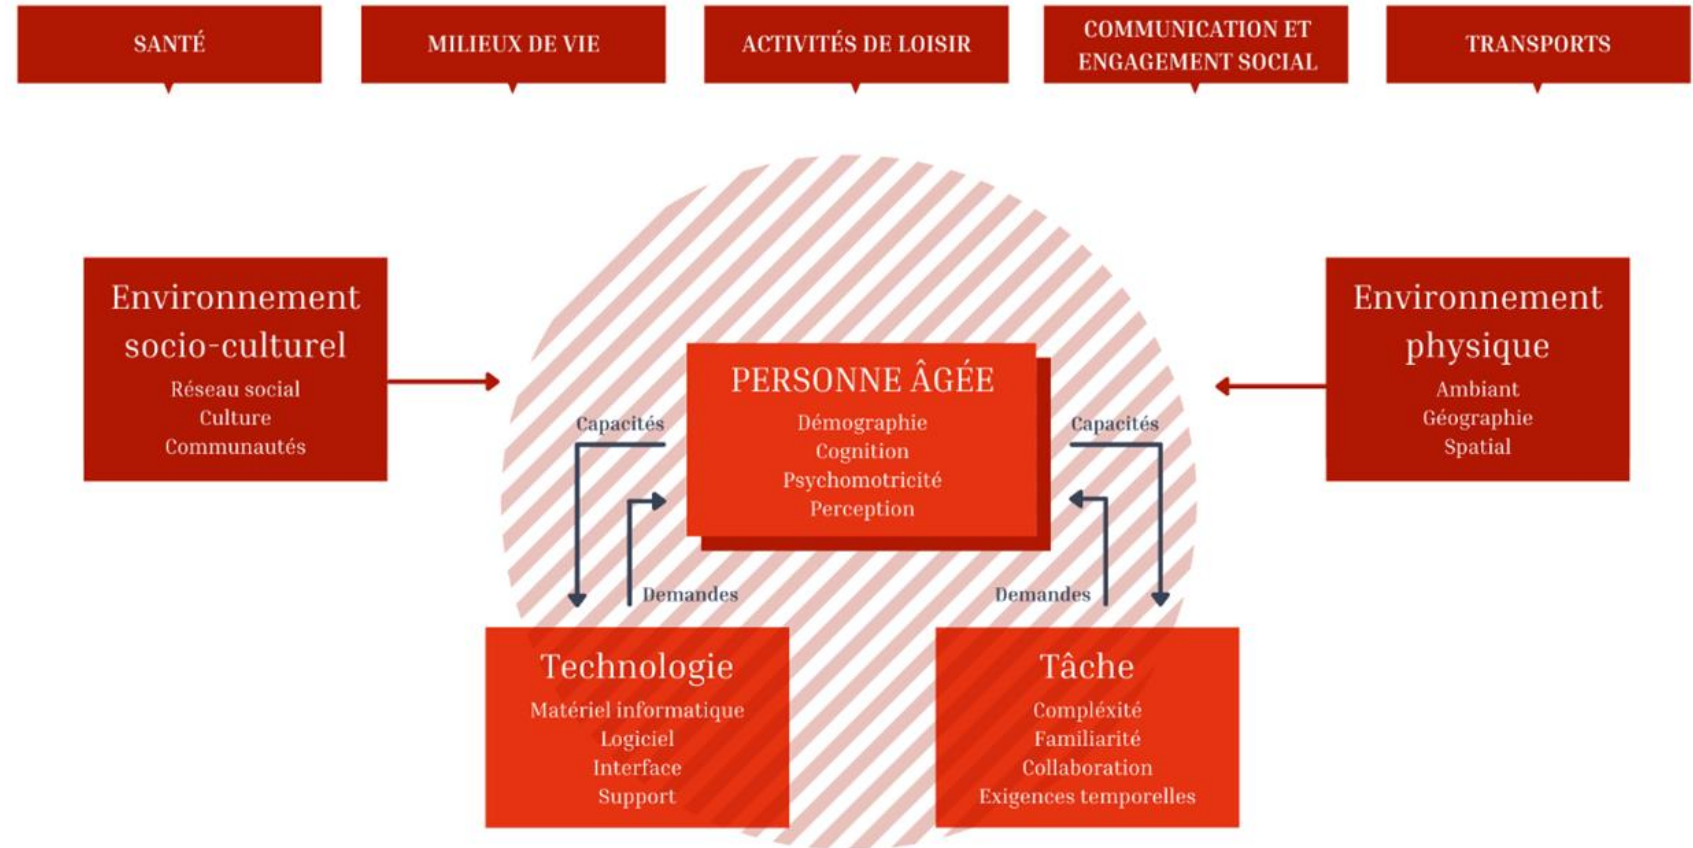 SANTÉ
MILIEUX DE VIE
ACTIVITÉS DE LOISIR
COMMUNICATION ET
ENGAGEMENT SOCIAL
TRANSPORTS
Environnement
socio-culturel
Réseau social
Culture
Communautés
PERSONNE ÂGÉE
Démographie
Cognition
Psychomotricité
Perception
Environnement
physique
Ambiant
Géographie
Spatial
Capacités
Capacités
Demandes
Demandes
Technologie
Matériel informatique
Logiciel
Interface
Support
Tâche
Compléxité
Familiarité
Collaboration
Exigences temporelles